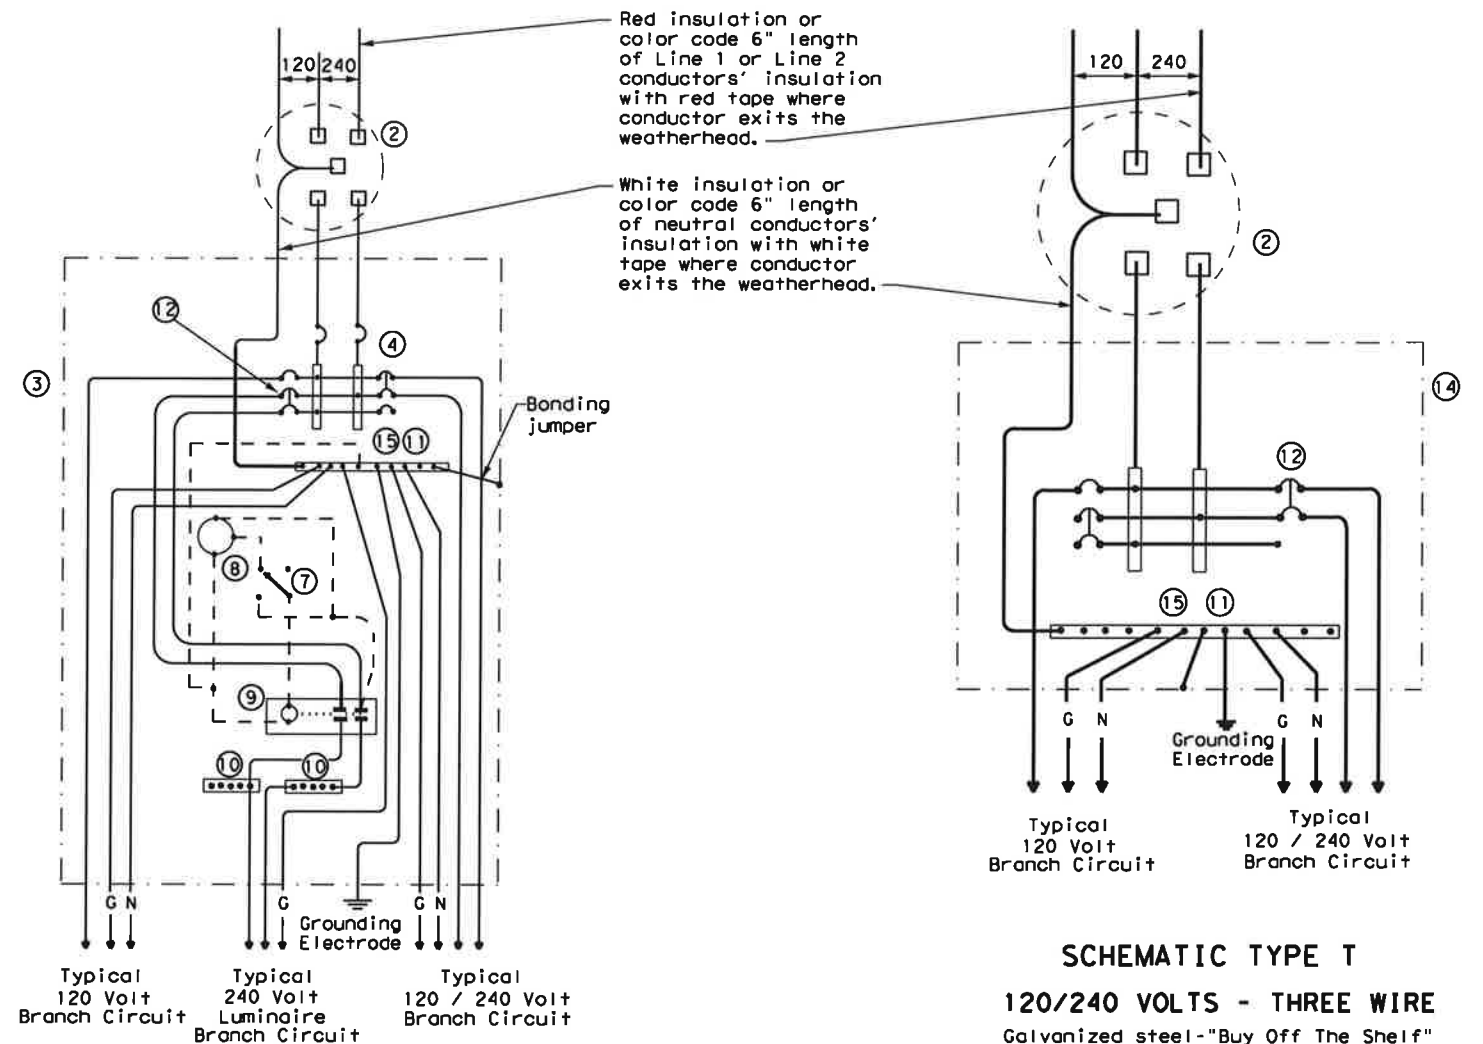 Red insulation or
color code 6" length
of Line 1 or Line 2
conductors' insulation
with red tape where
conductor exits the
weatherhead.
120 240
2
White insulation or
color code 6" length
of neutral conductors'
insulation with white
tape where conductor
exits the weatherhead.
12
4
3
Bonding
jumper
15 11
8
7
9
10
10
G N
G
Grounding
Electrode
G N
Typical
120 Volt
Branch Circuit
Typical
240 Volt
Luminaire
Branch Circuit
Typical
120 / 240 Volt
Branch Circuit
120 240
2
14
12
15 11
G N
Grounding
Electrode
G N
Typical
120 Volt
Branch Circuit
Typical
120 / 240 Volt
Branch Circuit
SCHEMATIC TYPE T
120/240 VOLTS - THREE WIRE
Galvanized steel-"Buy Off The Shelf"